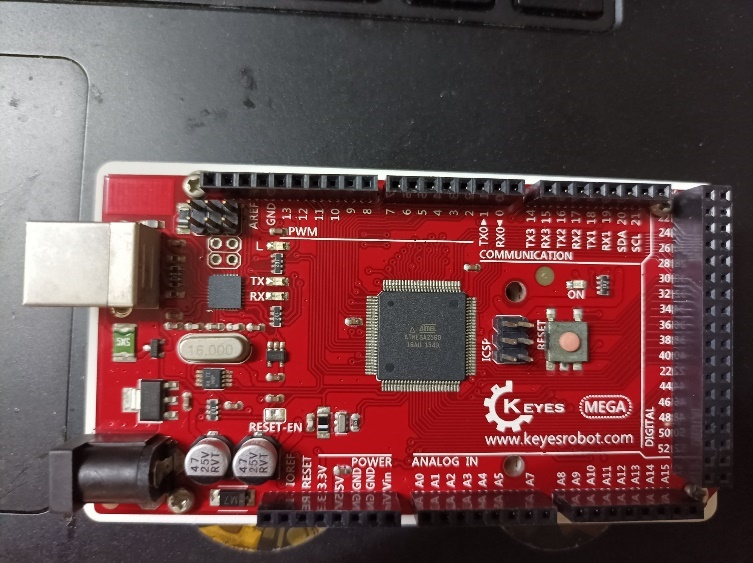 AREF
GND
13
12
11
10
9
8
7
6
5
4
3
2
TX0 1
RX0 0
TX3 14
RX3 15
TX2 16
RX2 17
TX1 18
RX1 19
SDA 20
SCL 21
PWM
COMMUNICATION
L
TX
RX
ON
RESET
ICSP
16.000
ATMEGA2560
16AU 1549
KEYES
MEGA
www.keyesrobot.com
RESET-EN
47
25V
RVT
47
25V
RVT
M7
IOREF
RESET
3.3V
5V
GND
GND
Vin
POWER
ANALOG IN
A0
A1
A2
A3
A4
A5
A7
A8
A9
A10
A11
A12
A13
A14
A15
DIGITAL
22
24
26
28
30
32
34
36
38
40
22
44
46
48
50
52